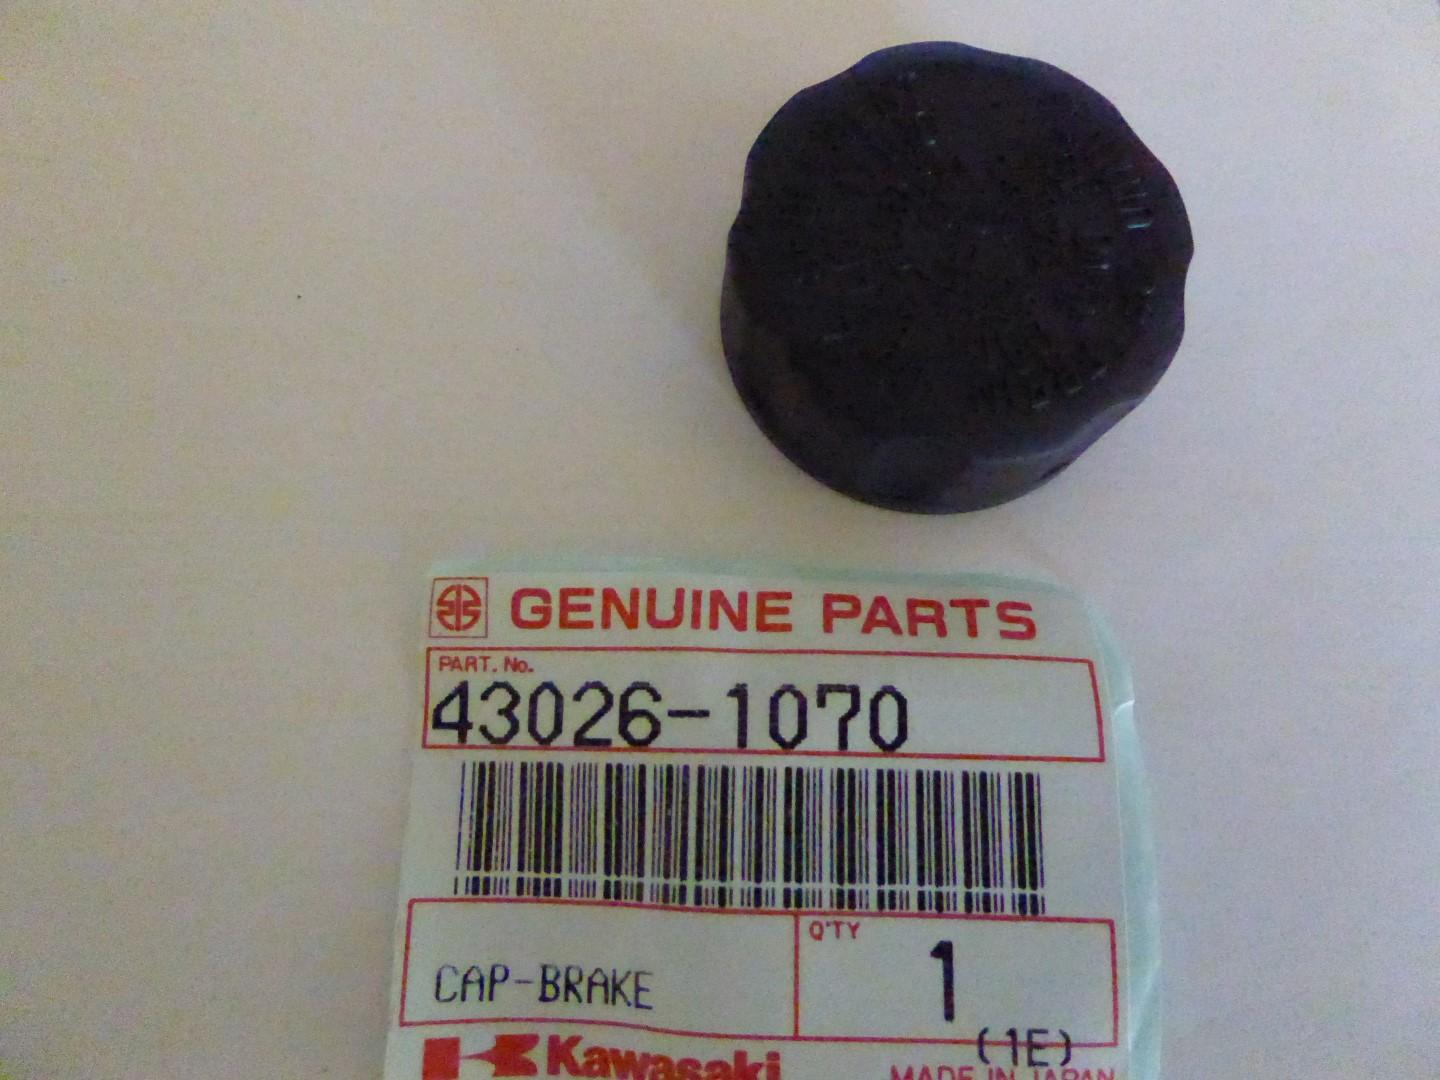 GENUINE PARTS
PART. No.
43026-1070
CAP-BRAKE
Q'TY
1
(1E)
Kawasaki
MADE IN JAPAN